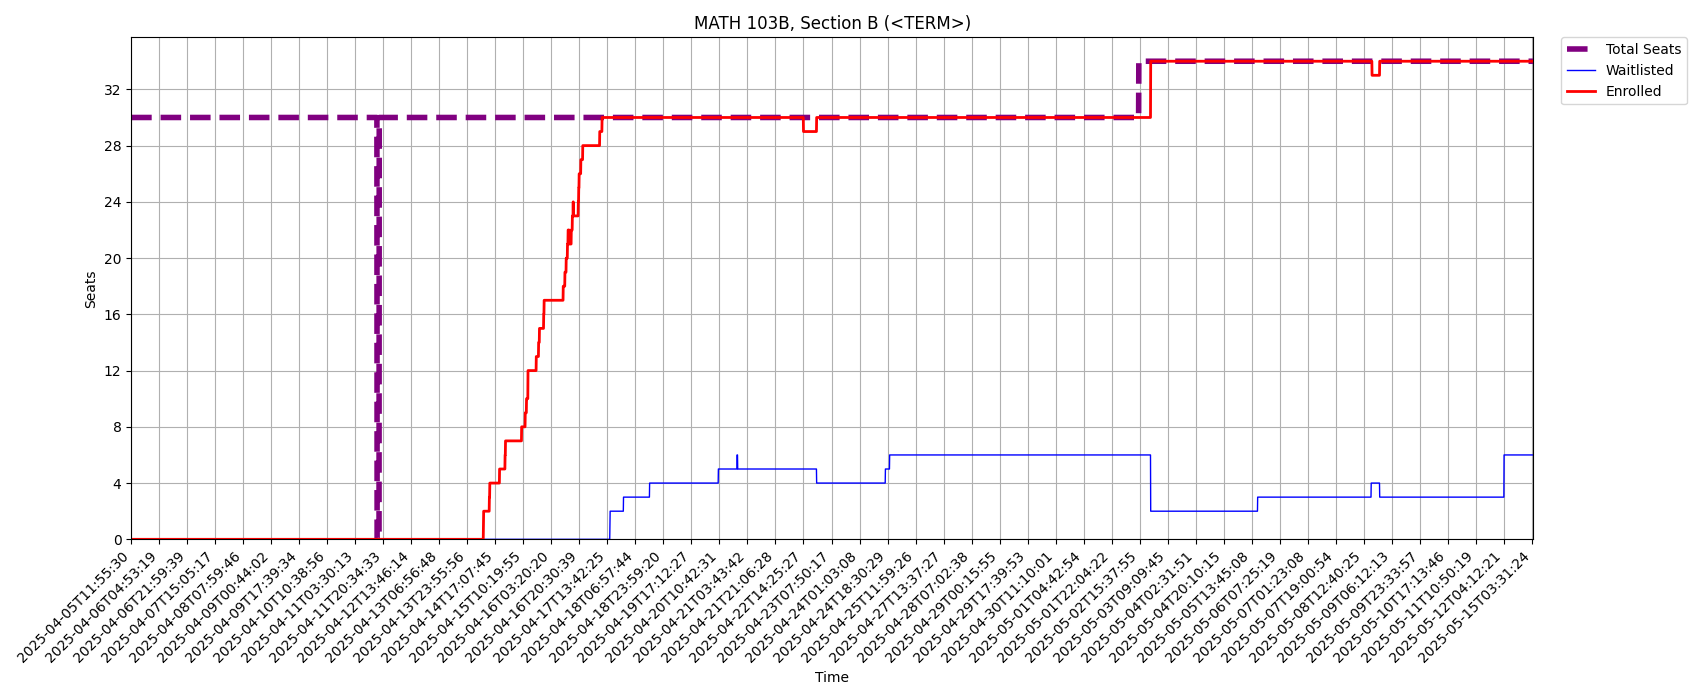 MATH 103B, Section B (<TERM>)
Total Seats
Waitlisted
Enrolled
Seats
32
28
24
20
16
12
8
4
0
2025-04-05T11:55:30
2025-04-06T04:53:19
2025-04-06T21:59:39
2025-04-07T15:05:17
2025-04-08T07:59:46
2025-04-09T00:44:02
2025-04-09T17:39:34
2025-04-10T10:38:56
2025-04-11T03:30:13
2025-04-11T20:34:33
2025-04-12T13:46:14
2025-04-13T06:56:48
2025-04-13T23:55:56
2025-04-14T17:07:45
2025-04-15T10:19:55
2025-04-16T03:20:20
2025-04-16T20:30:39
2025-04-17T13:42:25
2025-04-18T06:57:44
2025-04-18T23:59:20
2025-04-19T17:12:27
2025-04-20T10:42:31
2025-04-21T03:43:42
2025-04-21T21:06:28
2025-04-22T14:25:27
2025-04-23T07:50:17
2025-04-24T01:03:08
2025-04-24T18:30:29
2025-04-25T11:59:26
2025-04-27T13:37:27
2025-04-28T07:02:38
2025-04-29T00:15:55
2025-04-29T17:39:53
2025-04-30T11:10:01
2025-05-01T04:42:54
2025-05-01T22:04:22
2025-05-02T15:37:55
2025-05-03T09:09:45
2025-05-04T02:31:51
2025-05-04T20:10:15
2025-05-05T13:45:08
2025-05-06T07:25:19
2025-05-07T01:23:08
2025-05-07T19:00:54
2025-05-08T12:40:25
2025-05-09T06:12:13
2025-05-09T23:33:57
2025-05-10T17:13:46
2025-05-11T10:50:19
2025-05-12T04:12:21
2025-05-15T03:31:24
Time